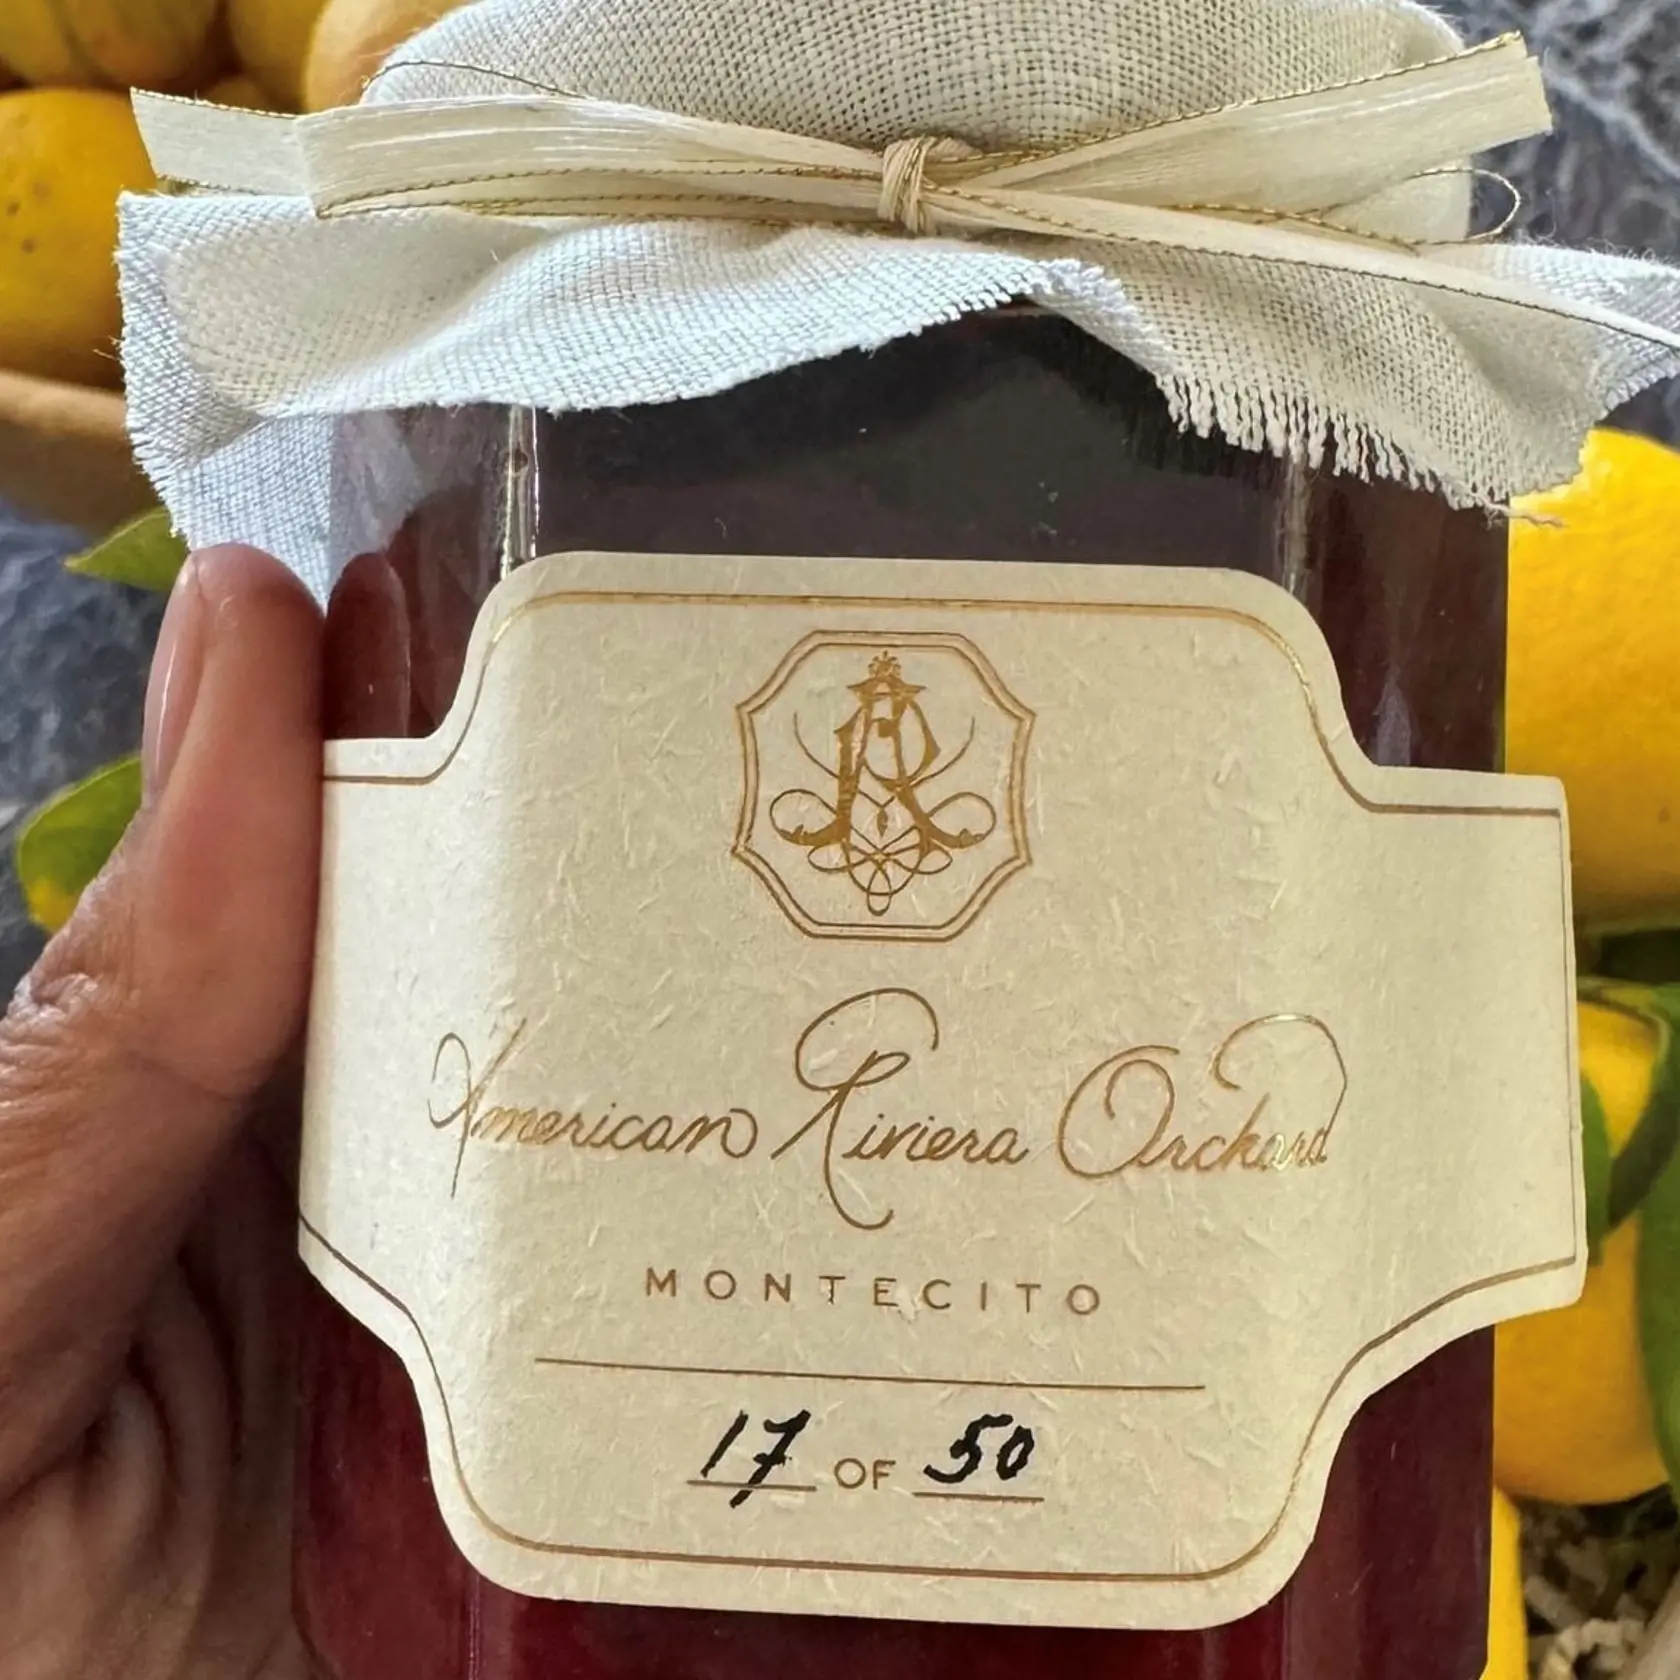 American Riviera Orchard
MONTECITO
17 OF 50